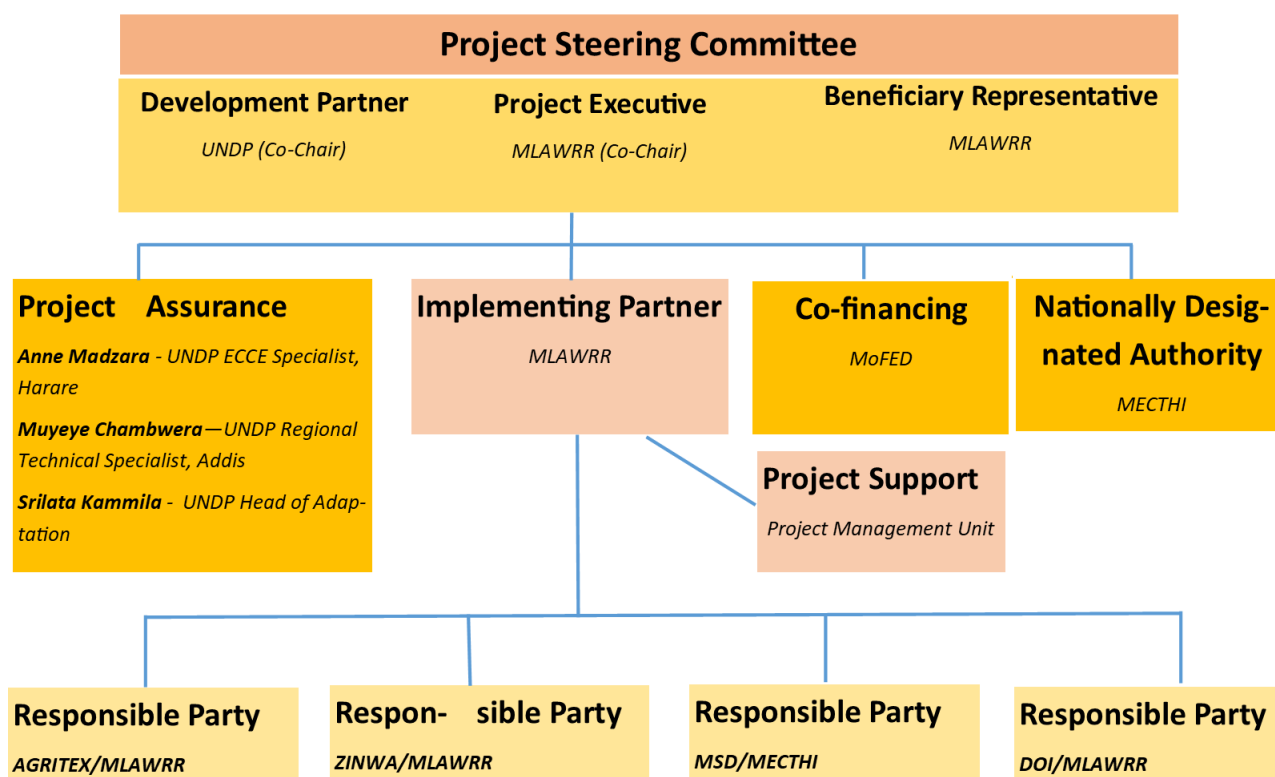 Project Steering Committee
Development Partner
UNDP (Co-Chair)
Project Executive
MLAWRR (Co-Chair)
Beneficiary Representative
MLAWRR
Project Assurance
Anne Madzara - UNDP ECCE Specialist,
Harare
Muyeye Chambwera—UNDP Regional
Technical Specialist, Addis
Srilata Kammila - UNDP Head of Adap-
tation
Implementing Partner
MLAWRR
Co-financing
MoFED
Nationally Desig-
nated Authority
MECTHI
Project Support
Project Management Unit
Responsible Party
AGRITEX/MLAWRR
Respon- sible Party
ZINWA/MLAWRR
Responsible Party
MSD/MECTHI
Responsible Party
DOI/MLAWRR